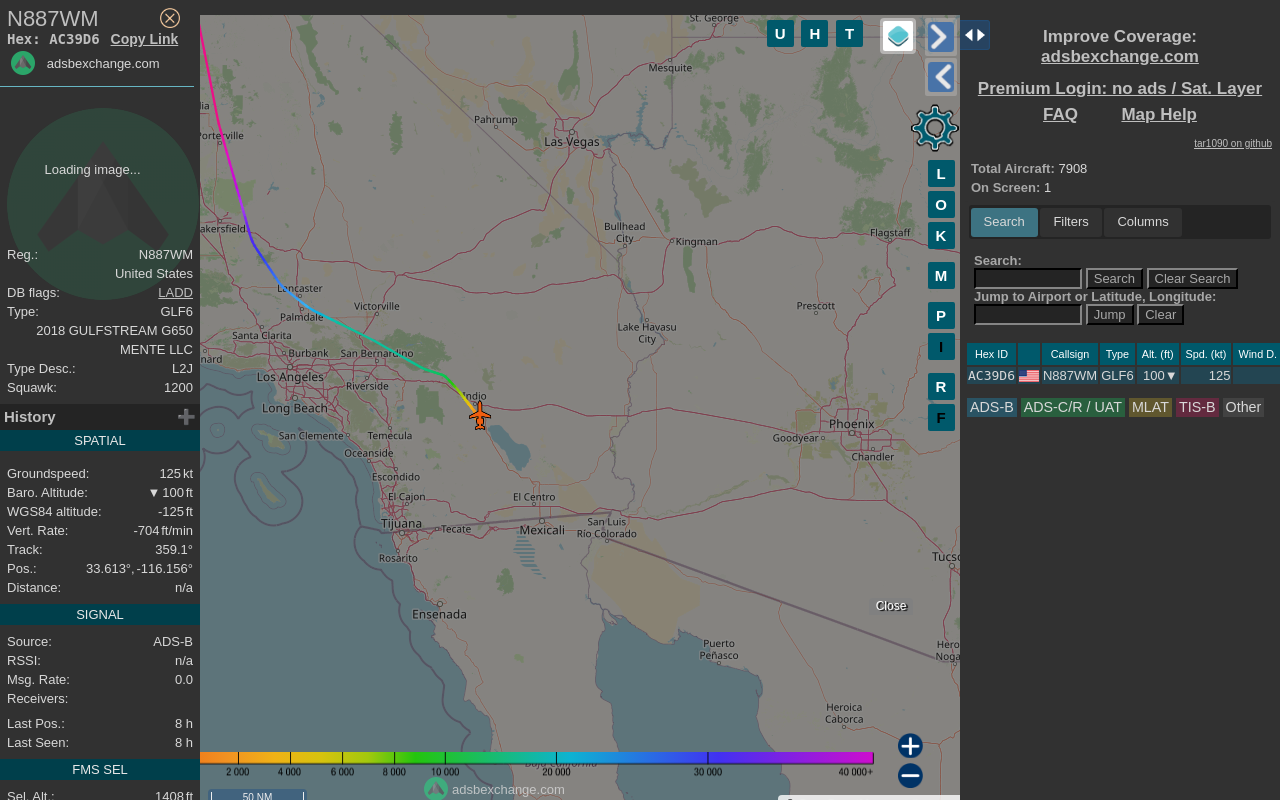 N887WM
Hex: AC39D6 Copy Link
adsbexchange.com
Loading image...
Reg.: N887WM
United States
DB flags: LADD
Type: GLF6
2018 GULFSTREAM G650
MENTE LLC
Type Desc.: L2J
Squawk: 1200
History
SPATIAL
Groundspeed: 125 kt
Baro. Altitude: ▼ 100 ft
WGS84 altitude: -125 ft
Vert. Rate: -704 ft/min
Track: 359.1°
Pos.: 33.613°, -116.156°
Distance: n/a
SIGNAL
Source: ADS-B
RSSI: n/a
Msg. Rate: 0.0
Receivers:
Last Pos.: 8 h
Last Seen: 8 h
FMS SEL
Sel. Alt.: 1408 ft
St. George
Mesquite
Pahrump
Las Vegas
Porterville
Bullhead
City
Kingman
Flagstaff
akersfield
Lancaster
Palmdale
Victorville
Prescott
Santa Clarita
Lake Havasu
City
nard
Burbank
San Bernardino
Los Angeles
Riverside
Long Beach
Indio
San Clemente
Temecula
Phoenix
Goodyear
Oceanside
Chandler
Escondido
El Cajon
El Centro
Tijuana
Tecate
Mexicali
San Luis
Río Colorado
Rosarito
Tucso
Ensenada
Puerto
Peñasco
Hero
Noga
Heroica
Caborca
Close
U H T
L
O
K
M
P
I
R
F
2 000 4 000 6 000 8 000 10 000 20 000 30 000 40 000+
adsbexchange.com
50 NM
Improve Coverage:
adsbexchange.com
Premium Login: no ads / Sat. Layer
FAQ Map Help
tar1090 on github
Total Aircraft: 7908
On Screen: 1
Search Filters Columns
Search:
Search Clear Search
Jump to Airport or Latitude, Longitude:
Jump Clear
Hex ID Callsign Type Alt. (ft) Spd. (kt) Wind D.
AC39D6 N887WM GLF6 100▼ 125
ADS-B ADS-C/R / UAT MLAT TIS-B Other